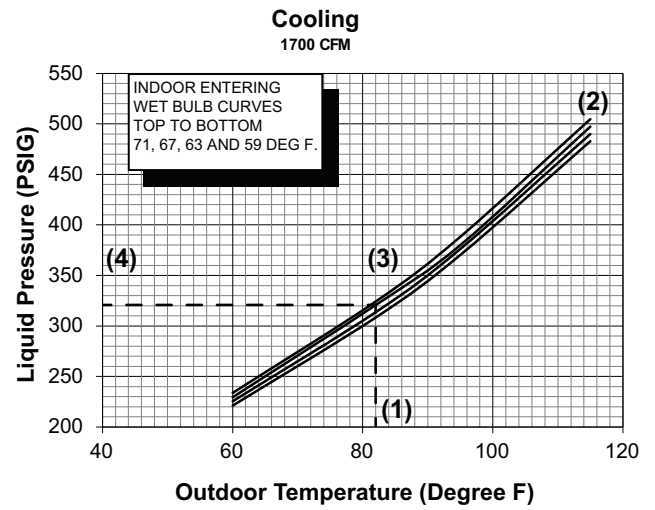 Cooling
1700 CFM
INDOOR ENTERING
WET BULB CURVES
TOP TO BOTTOM
71, 67, 63 AND 59 DEG F.
Liquid Pressure (PSIG)
550
500
450
400
350
300
250
200
(2)
(4)
(3)
(1)
40
60
80
100
120
Outdoor Temperature (Degree F)